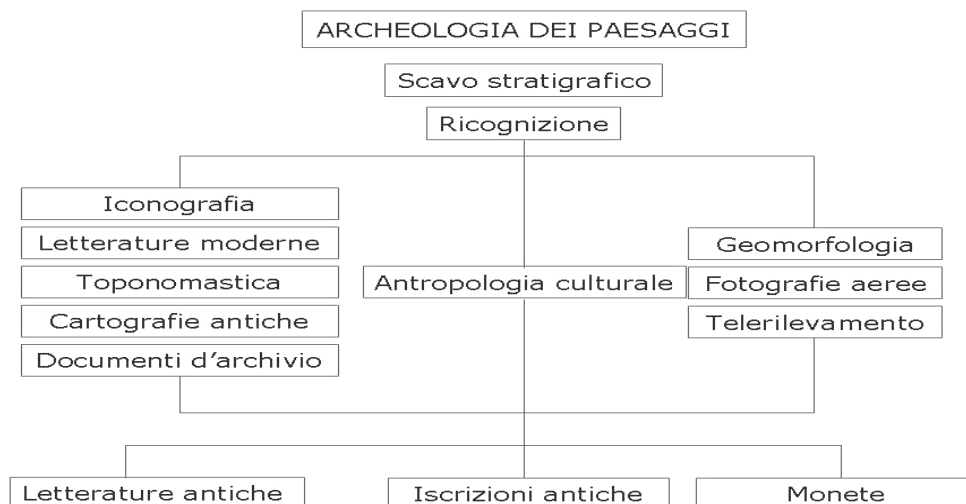 ARCHEOLOGIA DEI PAESAGGI
Scavo stratigrafico
Ricognizione
Iconografia
Letterature moderne
Toponomastica
Cartografie antiche
Documenti d'archivio
Antropologia culturale
Geomorfologia
Fotografie aeree
Telerilevamento
Letterature antiche
Iscrizioni antiche
Monete